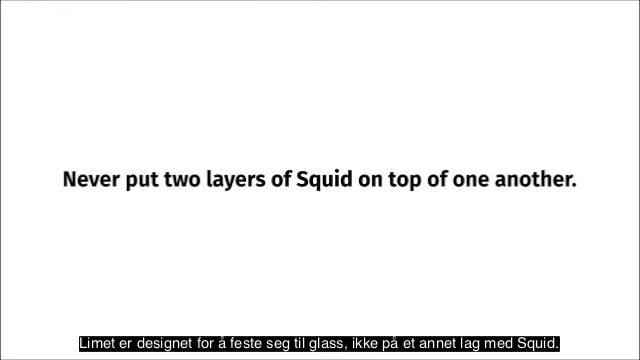 Never put two layers of Squid on top of one another.
Limet er designet for å feste seg til glass, ikke på et annet lag med Squid.